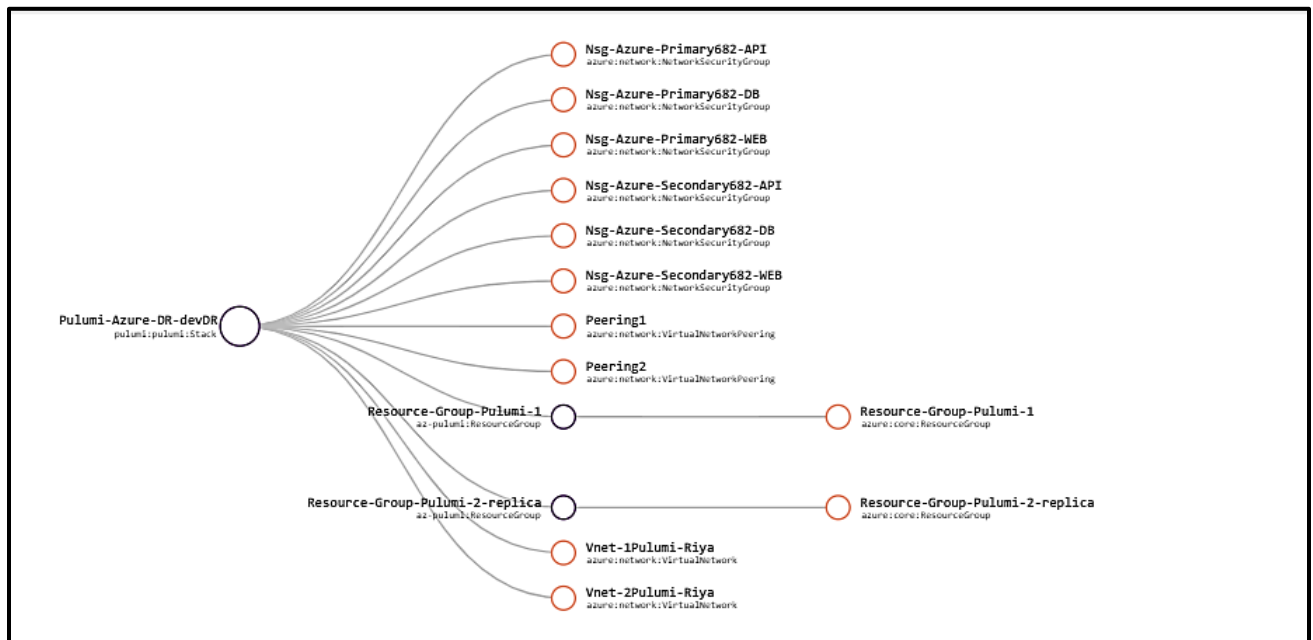 Nsg-Azure-Primary682-API
azure:network:NetworkSecurityGroup
Nsg-Azure-Primary682-DB
azure:network:NetworkSecurityGroup
Nsg-Azure-Primary682-WEB
azure:network:NetworkSecurityGroup
Nsg-Azure-Secondary682-API
azure:network:NetworkSecurityGroup
Nsg-Azure-Secondary682-DB
azure:network:NetworkSecurityGroup
Nsg-Azure-Secondary682-WEB
azure:network:NetworkSecurityGroup
Pulumi-Azure-DR-devDR
pulumi:pulumi:Stack
Peering1
azure:network:VirtualNetworkPeering
Peering2
azure:network:VirtualNetworkPeering
Resource-Group-Pulumi-1
az-pulumi:ResourceGroup
Resource-Group-Pulumi-1
azure:core:ResourceGroup
Resource-Group-Pulumi-2-replica
az-pulumi:ResourceGroup
Resource-Group-Pulumi-2-replica
azure:core:ResourceGroup
Vnet-1Pulumi-Riya
azure:network:VirtualNetwork
Vnet-2Pulumi-Riya
azure:network:VirtualNetwork